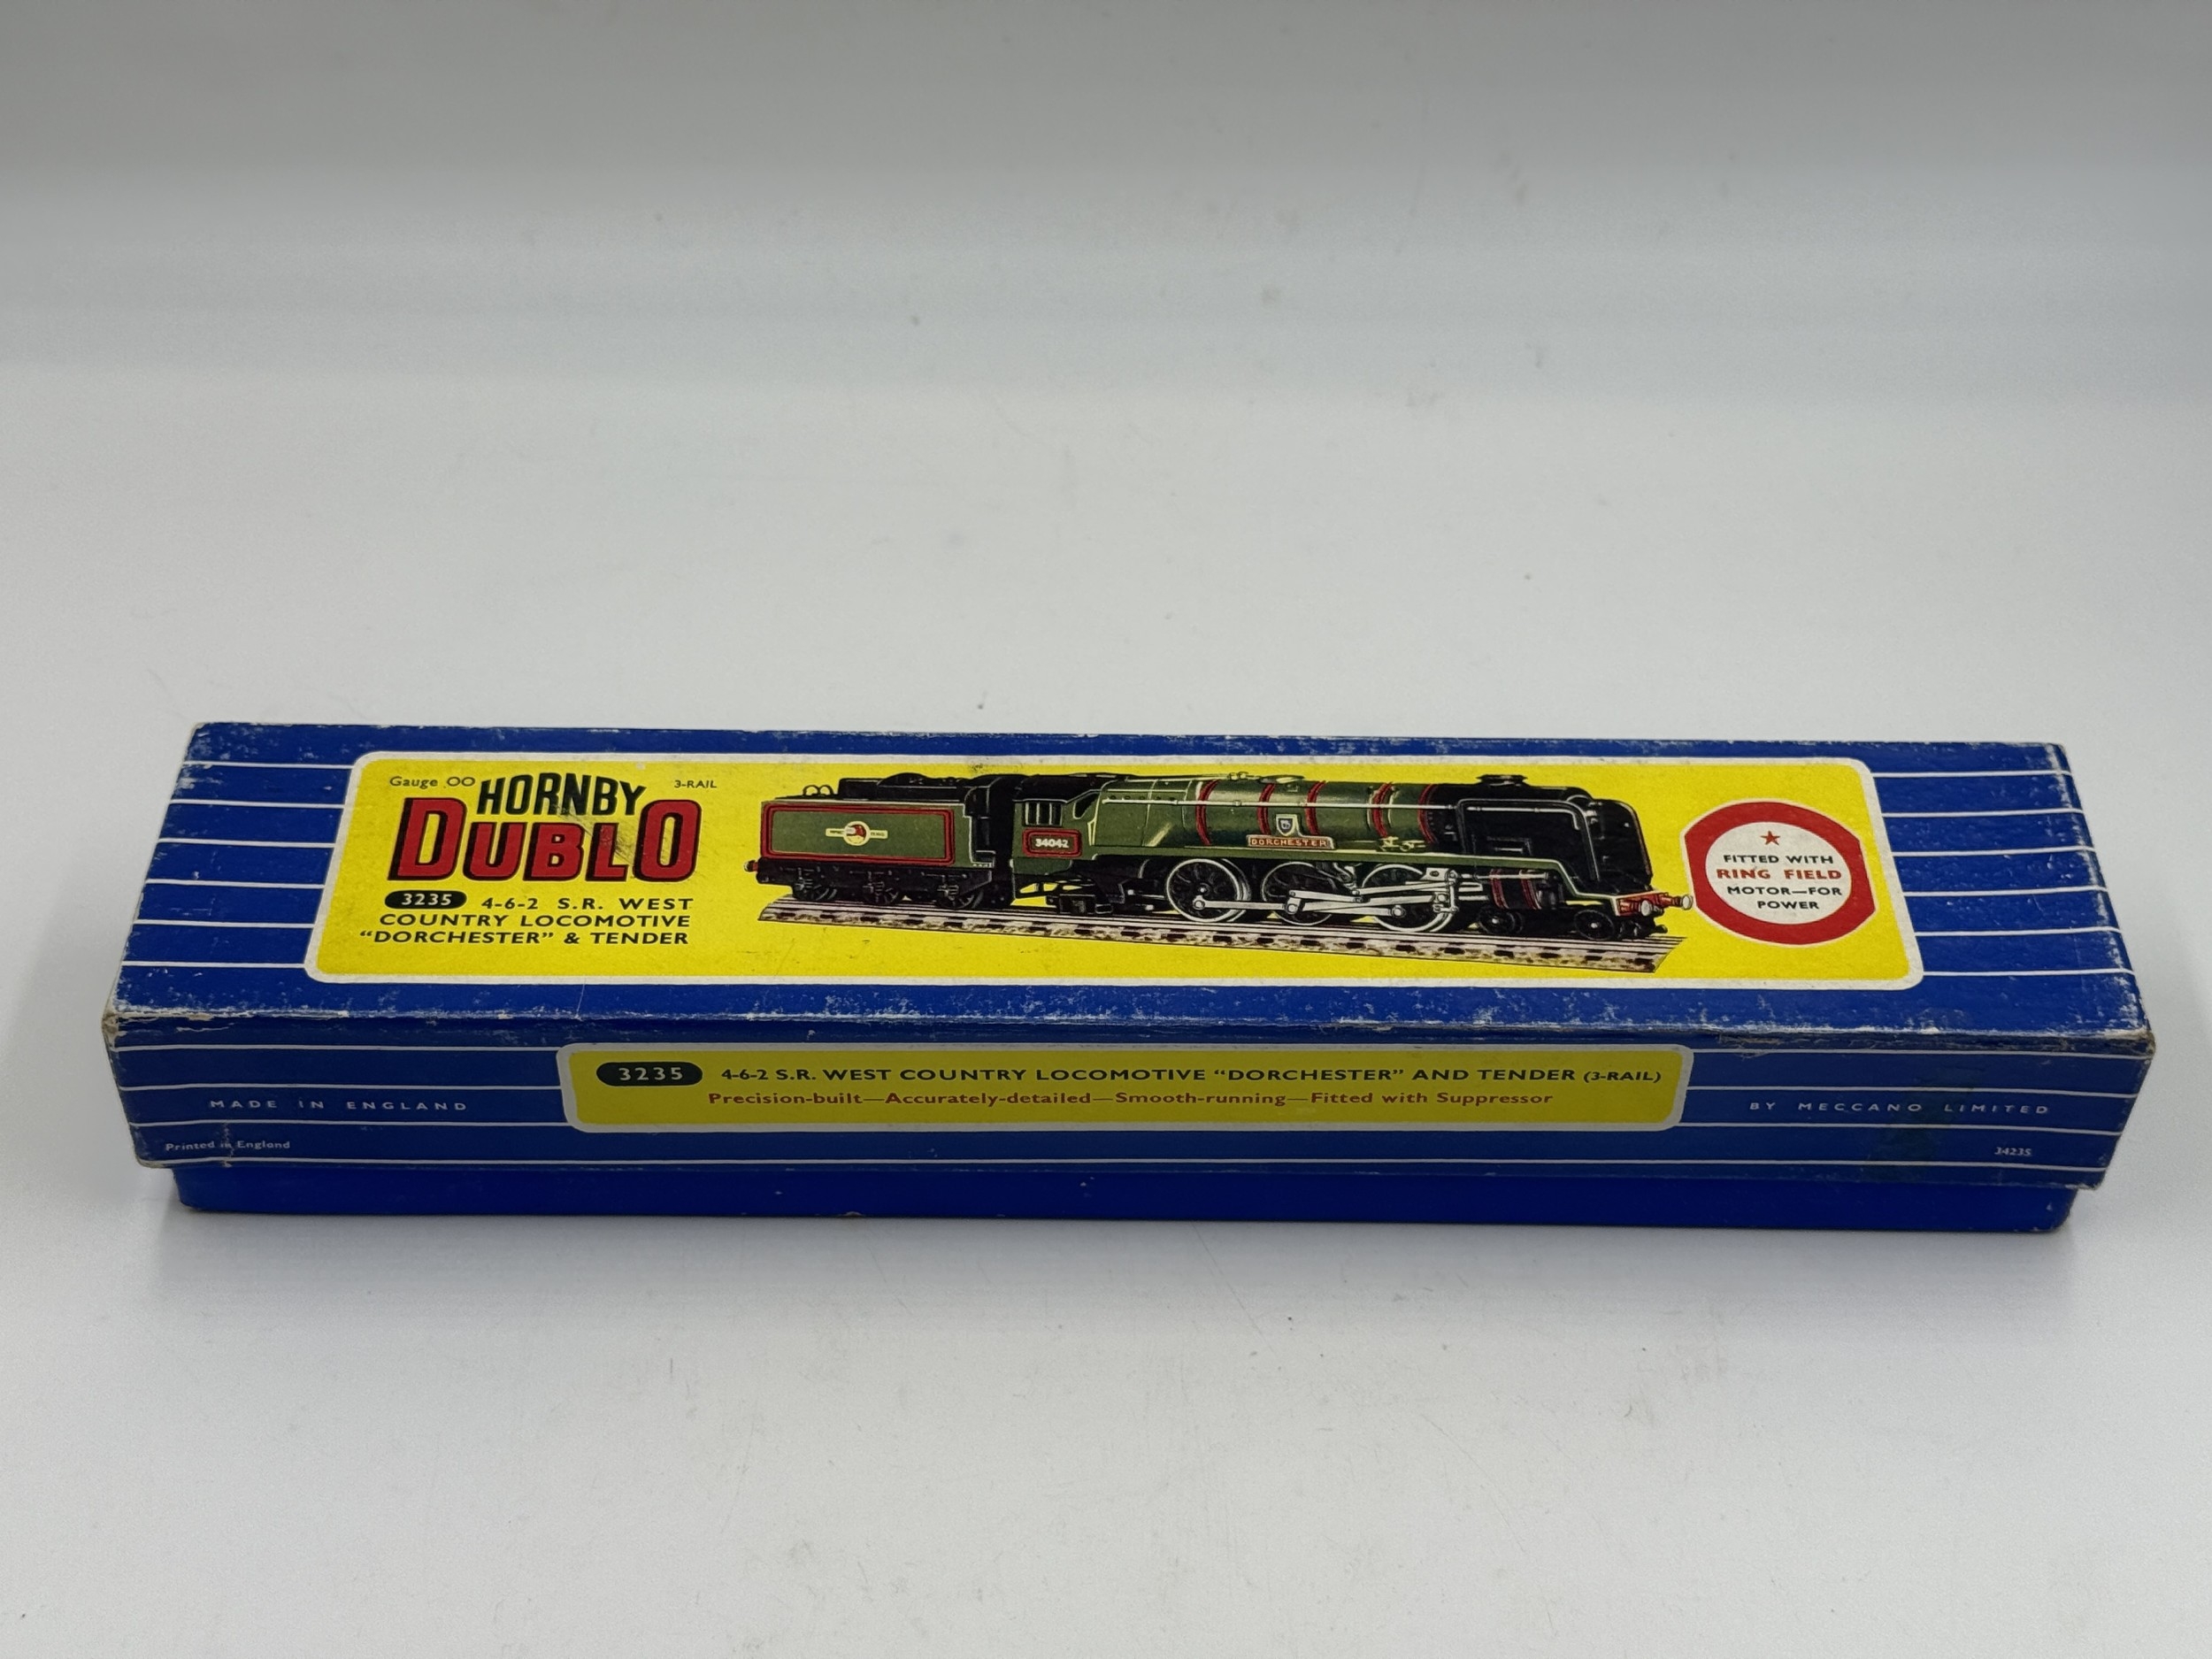 Gauge OO HORNBY 3-RAIL
DUBLO
3235 4-6-2 S.R. WEST
COUNTRY LOCOMOTIVE
“DORCHESTER” & TENDER
34042
DORCHESTER
★
FITTED WITH
RING FIELD
MOTOR—FOR
POWER
3235 4-6-2 S.R. WEST COUNTRY LOCOMOTIVE “DORCHESTER” AND TENDER (3-RAIL)
Precision-built—Accurately-detailed—Smooth-running—Fitted with Suppressor
MADE IN ENGLAND
BY MECCANO LIMITED
Printed in England
34235